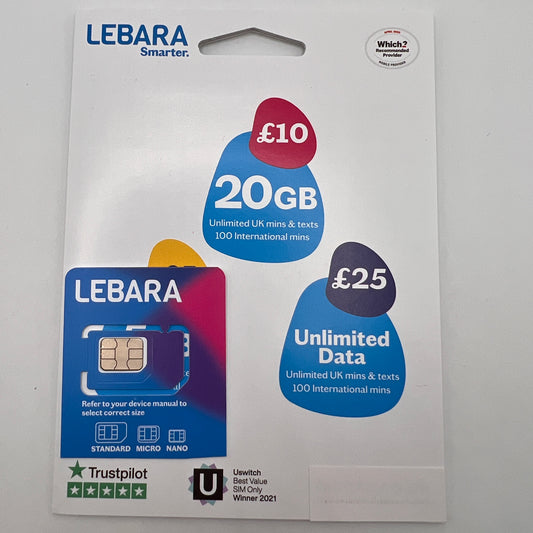 LEBARA
Smarter.
Which?
Recommended
Provider
MOBILE PROVIDER
£10
20GB
Unlimited UK mins & texts
100 International mins
£25
Unlimited
Data
Unlimited UK mins & texts
100 International mins
LEBARA
Refer to your device manual to
select correct size
STANDARD MICRO NANO
Trustpilot
U
Uswitch
Best Value
SIM Only
Winner 2021